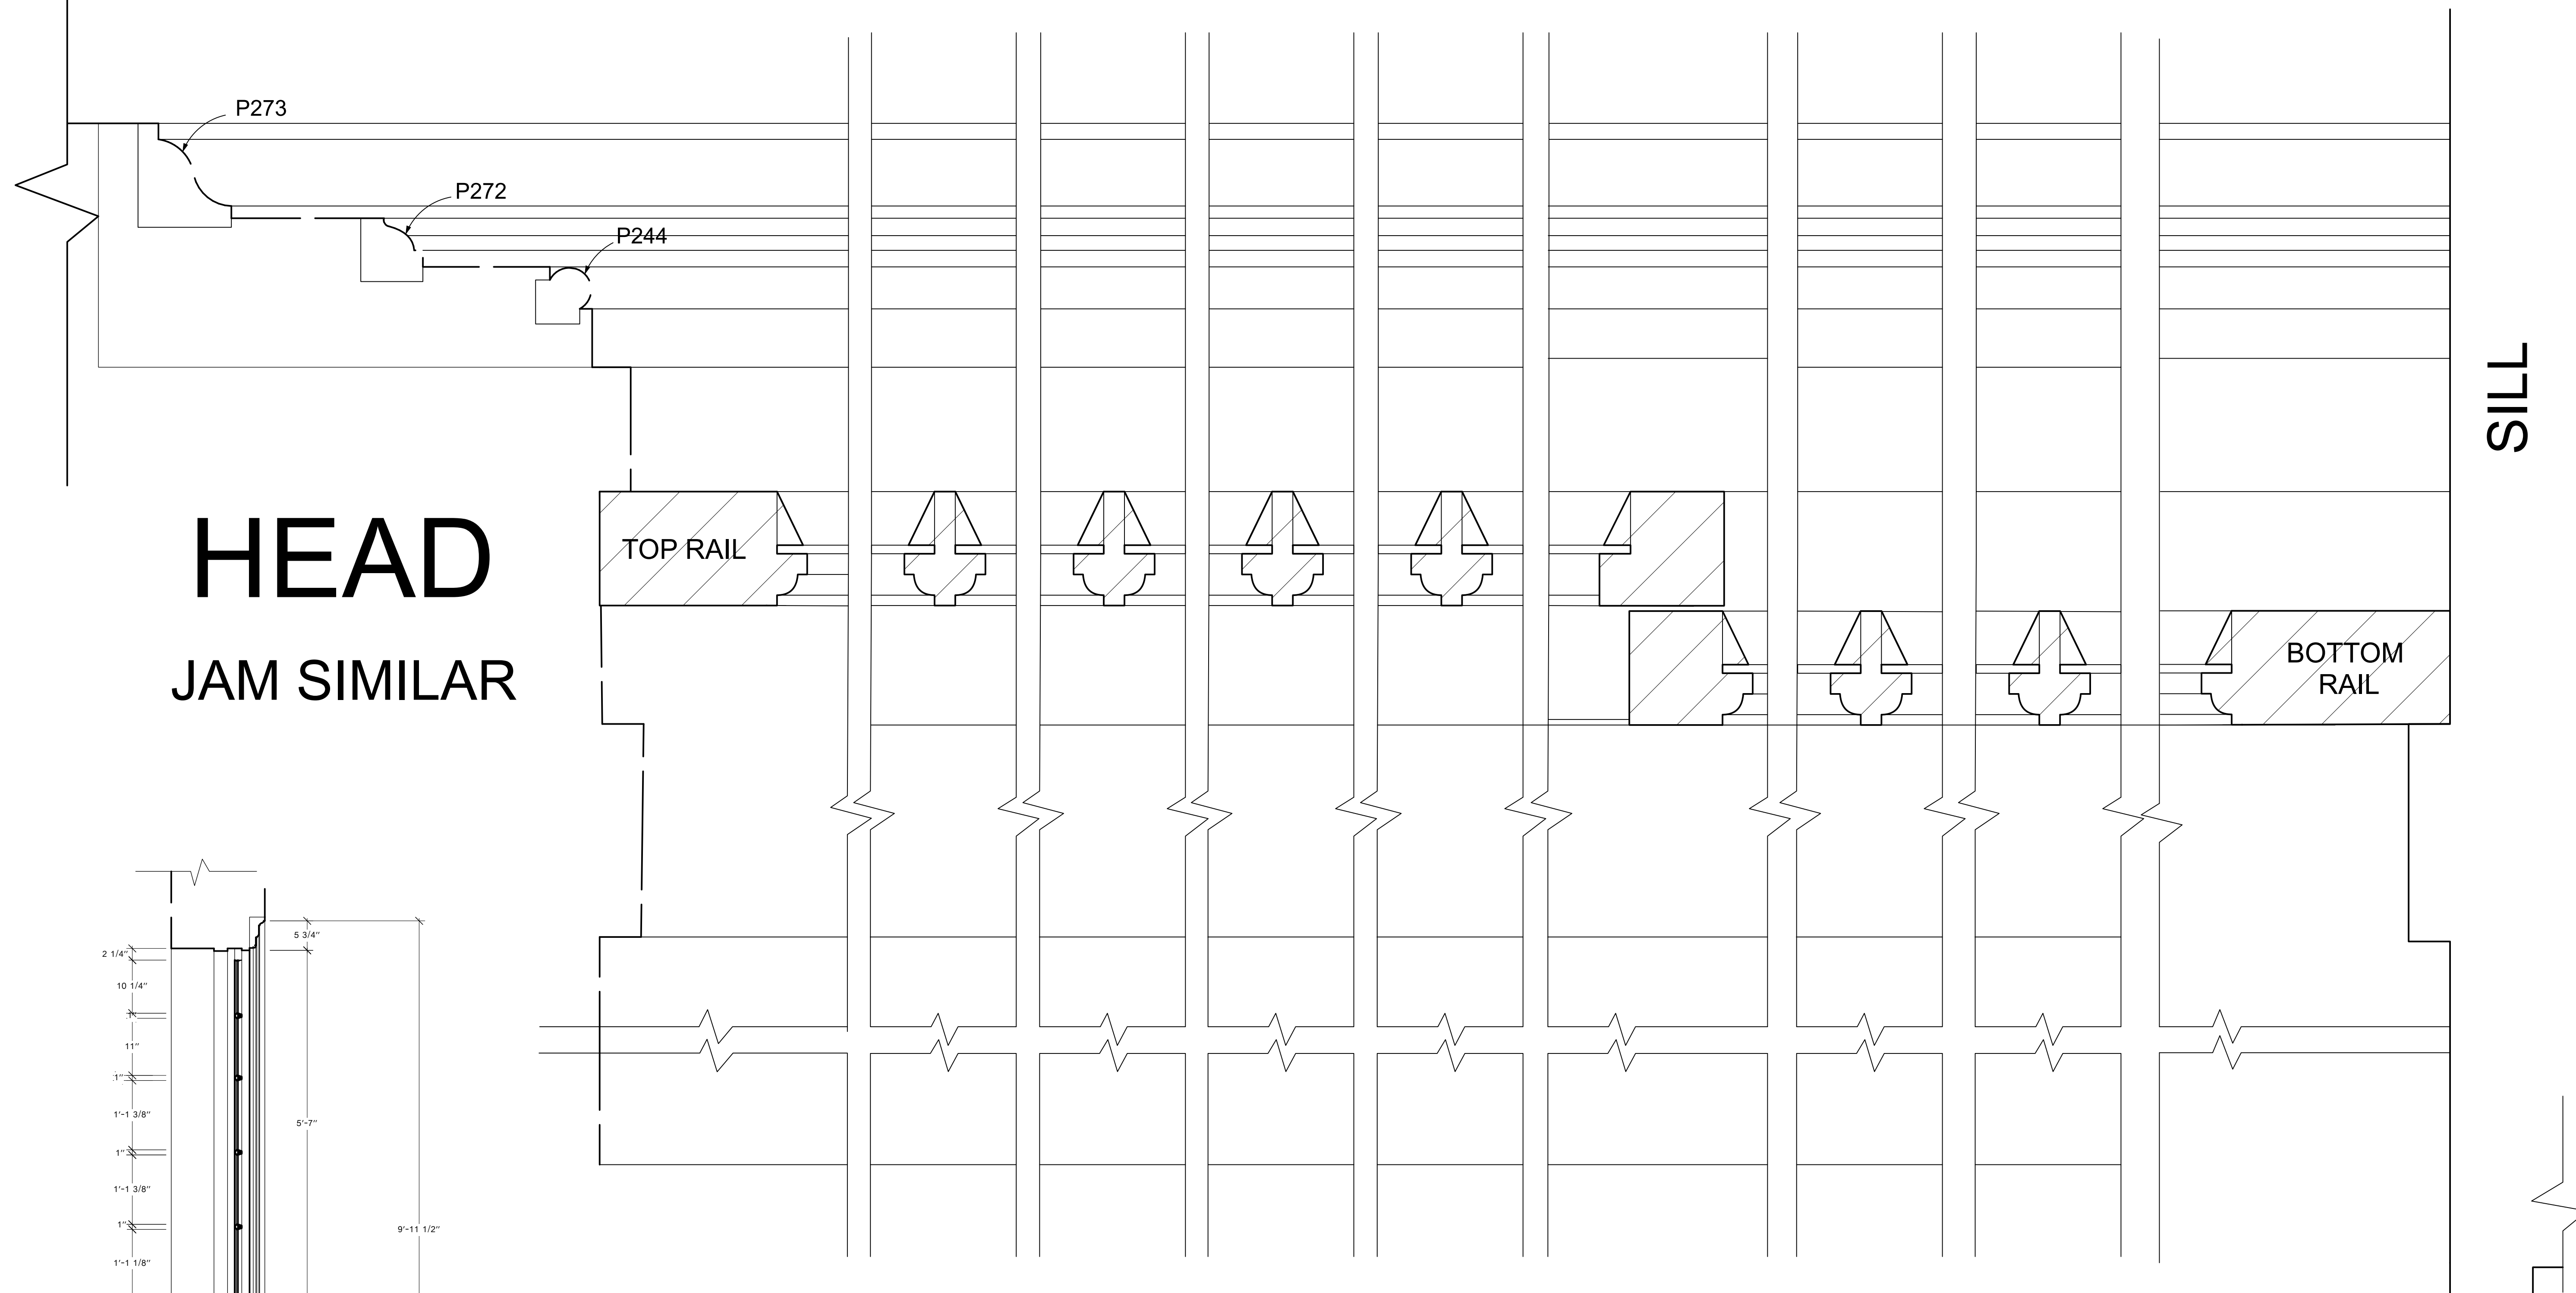 P273
P272
P244
SILL
HEAD
TOP RAIL
JAM SIMILAR
BOTTOM
RAIL
5 3/4"
2 1/4"
10 1/4"
1"
11"
1"
1'-1 3/8"
5'-7"
1"
1'-1 3/8"
1"
9'-11 1/2"
1'-1 1/8"